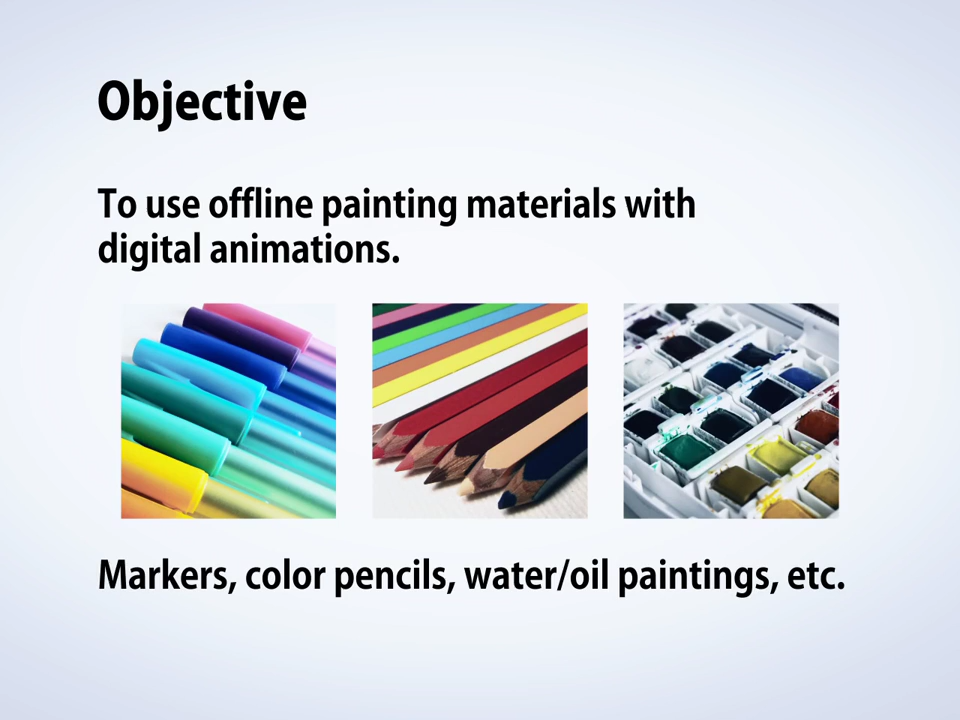 Objective
To use offline painting materials with
digital animations.
Markers, color pencils, water/oil paintings, etc.